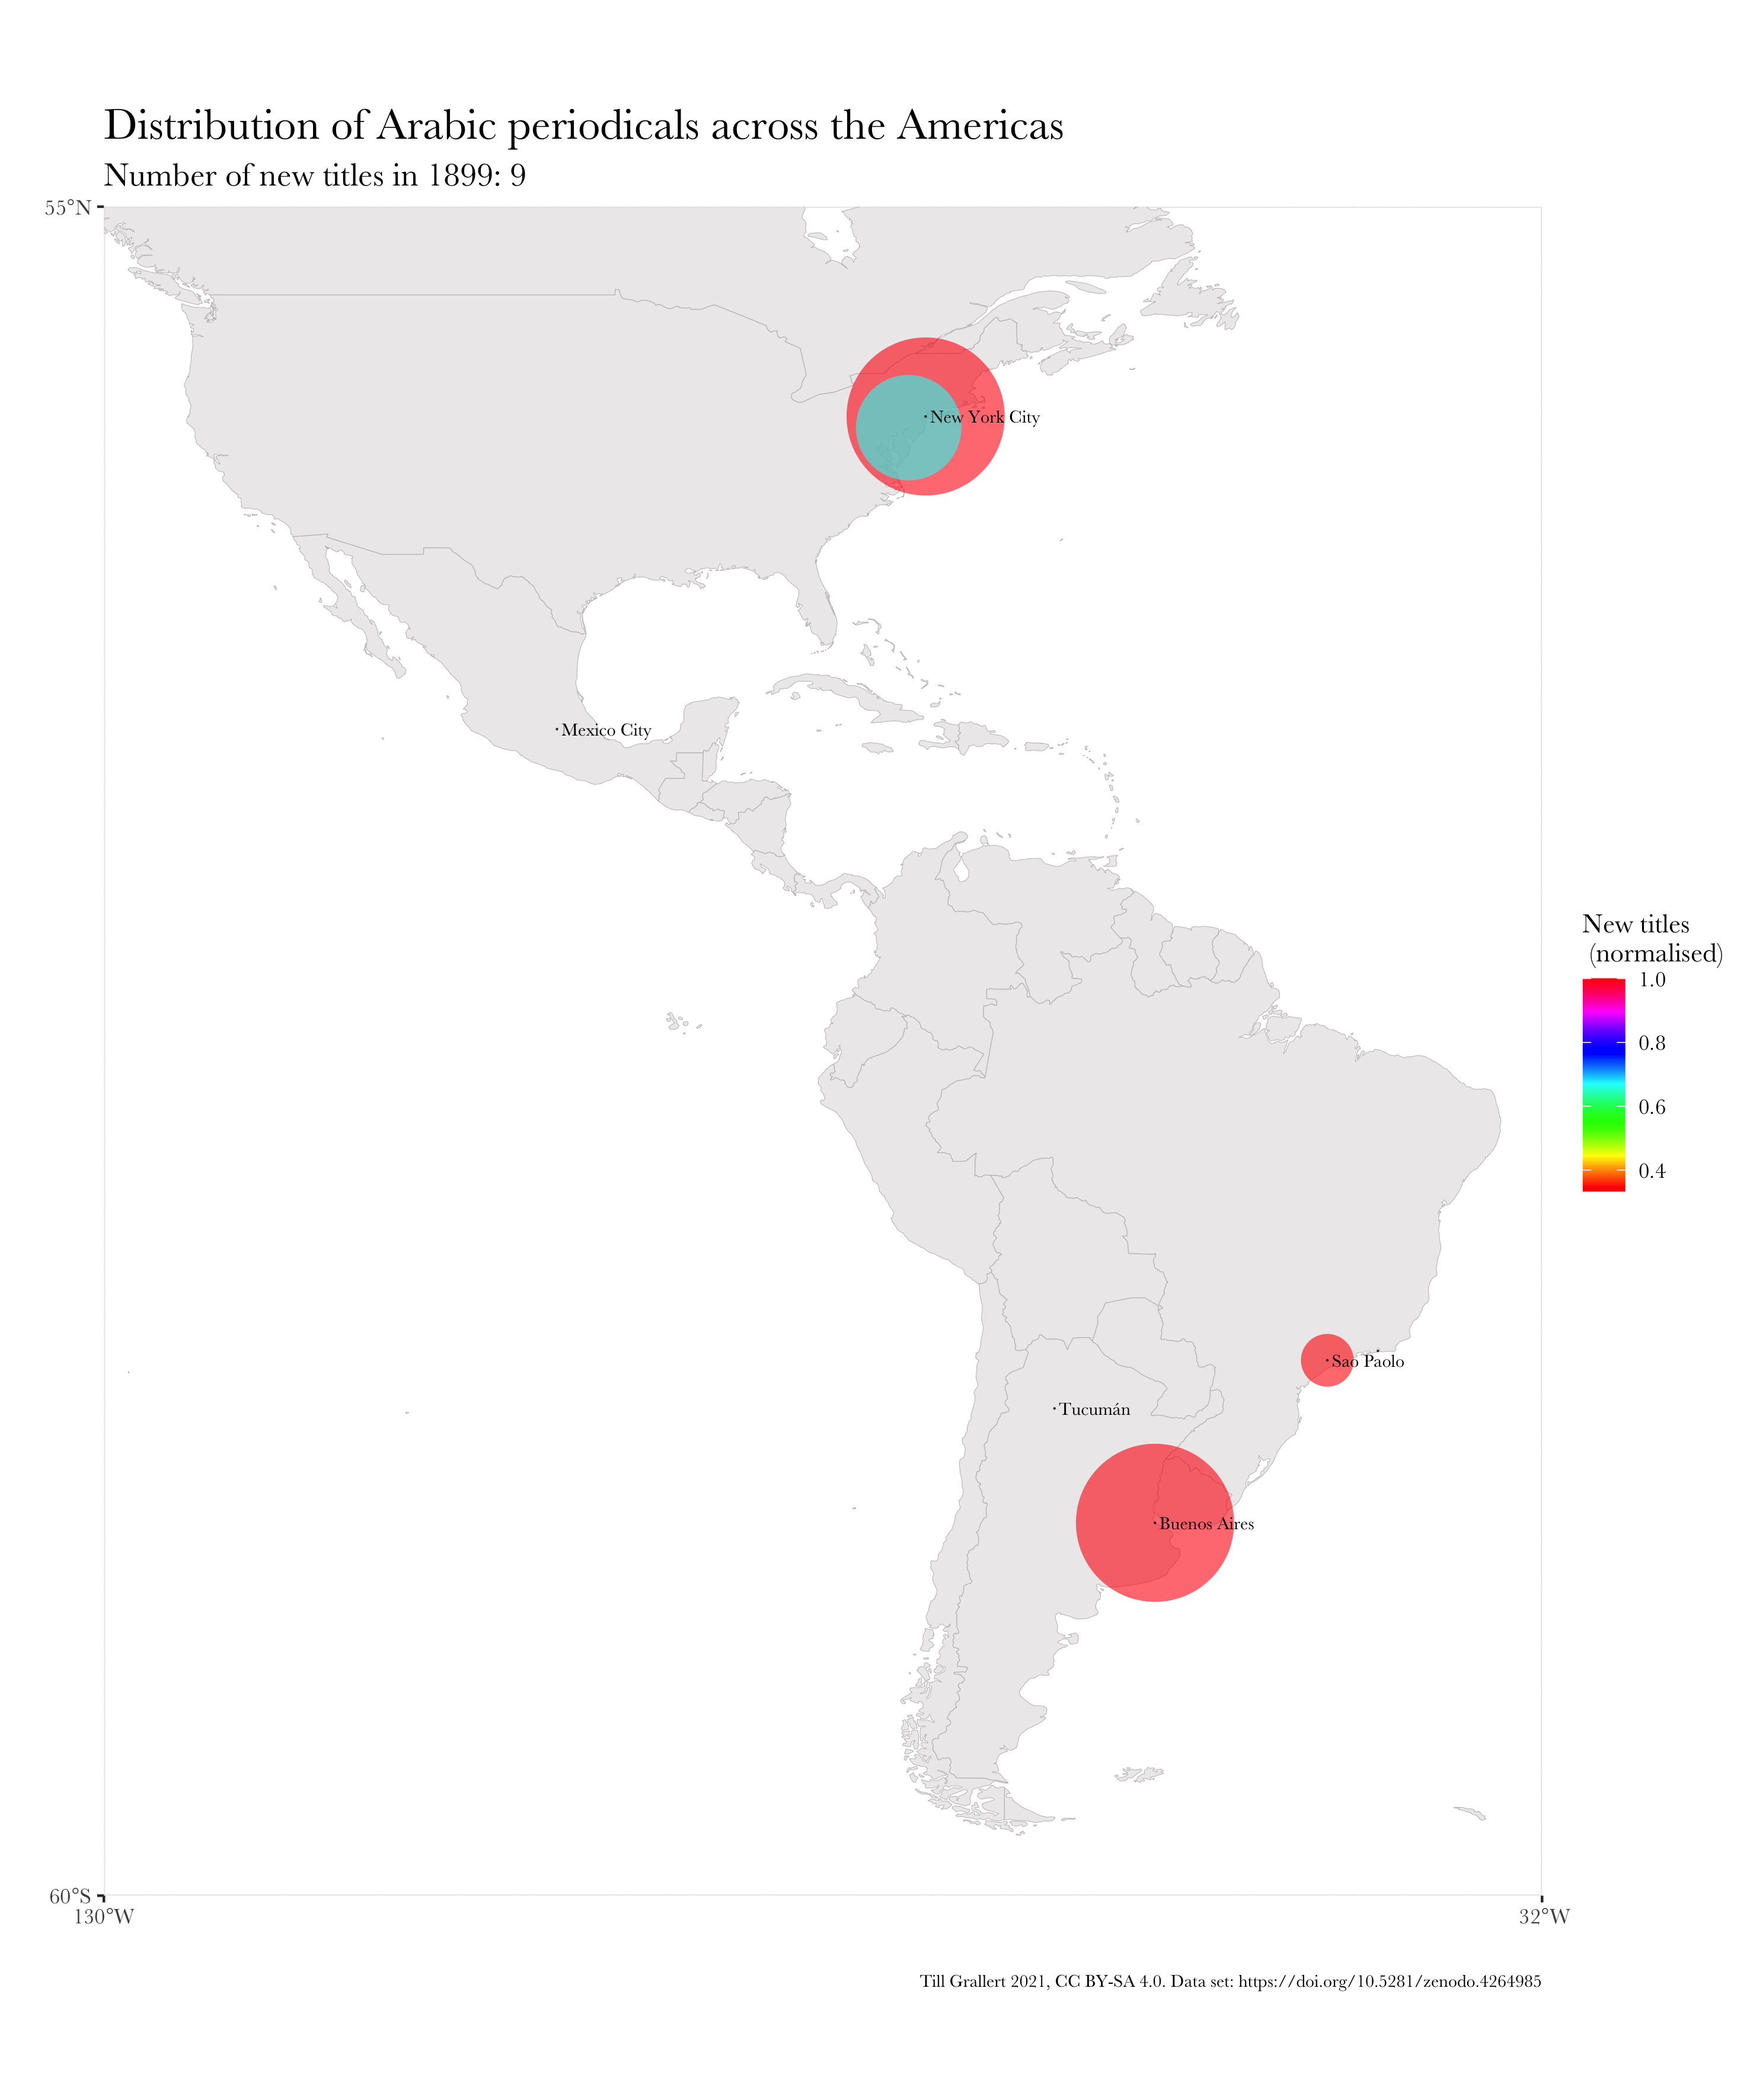 Distribution of Arabic periodicals across the Americas
Number of new titles in 1899: 9
55°N
New York City
Mexico City
New titles
(normalised)
1.0
0.8
0.6
0.4
Sao Paolo
Tucumán
Buenos Aires
60°S
130°W
32°W
Till Grallert 2021, CC BY-SA 4.0. Data set: https://doi.org/10.5281/zenodo.4264985